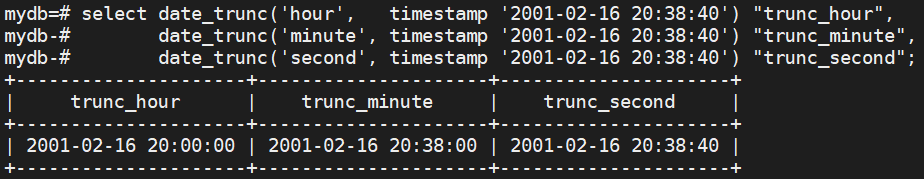 mydb=# select date_trunc('hour',   timestamp '2001-02-16 20:38:40') "trunc_hour",
mydb-#        date_trunc('minute', timestamp '2001-02-16 20:38:40') "trunc_minute",
mydb-#        date_trunc('second', timestamp '2001-02-16 20:38:40') "trunc_second";
+---------------------+---------------------+---------------------+
|     trunc_hour      |    trunc_minute     |    trunc_second     |
+---------------------+---------------------+---------------------+
| 2001-02-16 20:00:00 | 2001-02-16 20:38:00 | 2001-02-16 20:38:40 |
+---------------------+---------------------+---------------------+